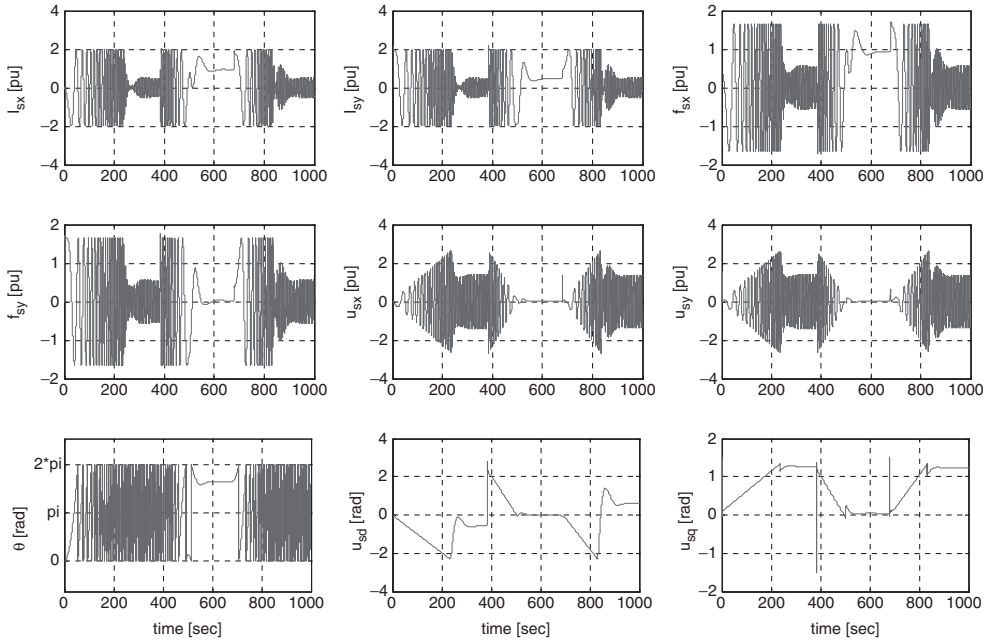 4
2
0
−2
−4
I_sx [pu]
0 200 400 600 800 1000
4
2
0
−2
−4
I_sy [pu]
0 200 400 600 800 1000
2
1
0
−1
−2
f_sx [pu]
0 200 400 600 800 1000
2
1
0
−1
−2
f_sy [pu]
0 200 400 600 800 1000
4
2
0
−2
−4
u_sx [pu]
0 200 400 600 800 1000
4
2
0
−2
−4
u_sy [pu]
0 200 400 600 800 1000
2*pi
pi
0
θ [rad]
0 200 400 600 800 1000
time [sec]
4
2
0
−2
−4
u_sd [rad]
0 200 400 600 800 1000
time [sec]
2
1
0
−1
−2
u_sq [rad]
0 200 400 600 800 1000
time [sec]